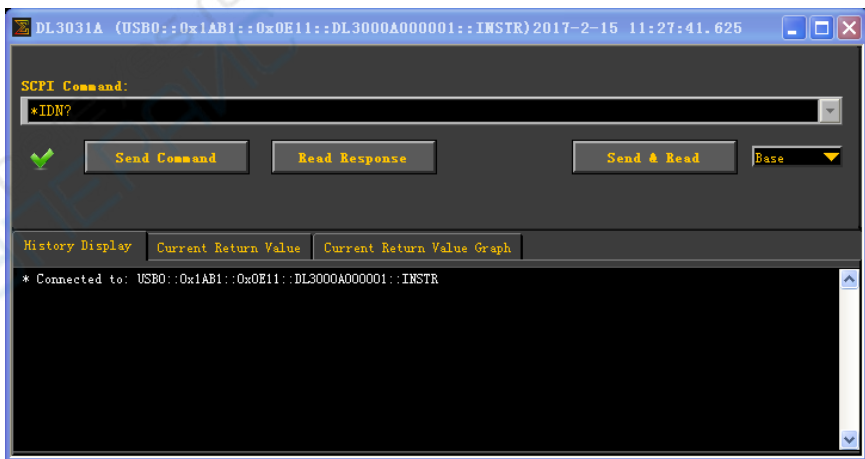 DL3031A (USB0::0x1AB1::0x0E11::DL3000A000001::INSTR)2017-2-15 11:27:41.625
SCPI Command:
*IDN?
Send Command Read Response Send & Read Base
History Display Current Return Value Current Return Value Graph
* Connected to: USB0::0x1AB1::0x0E11::DL3000A000001::INSTR